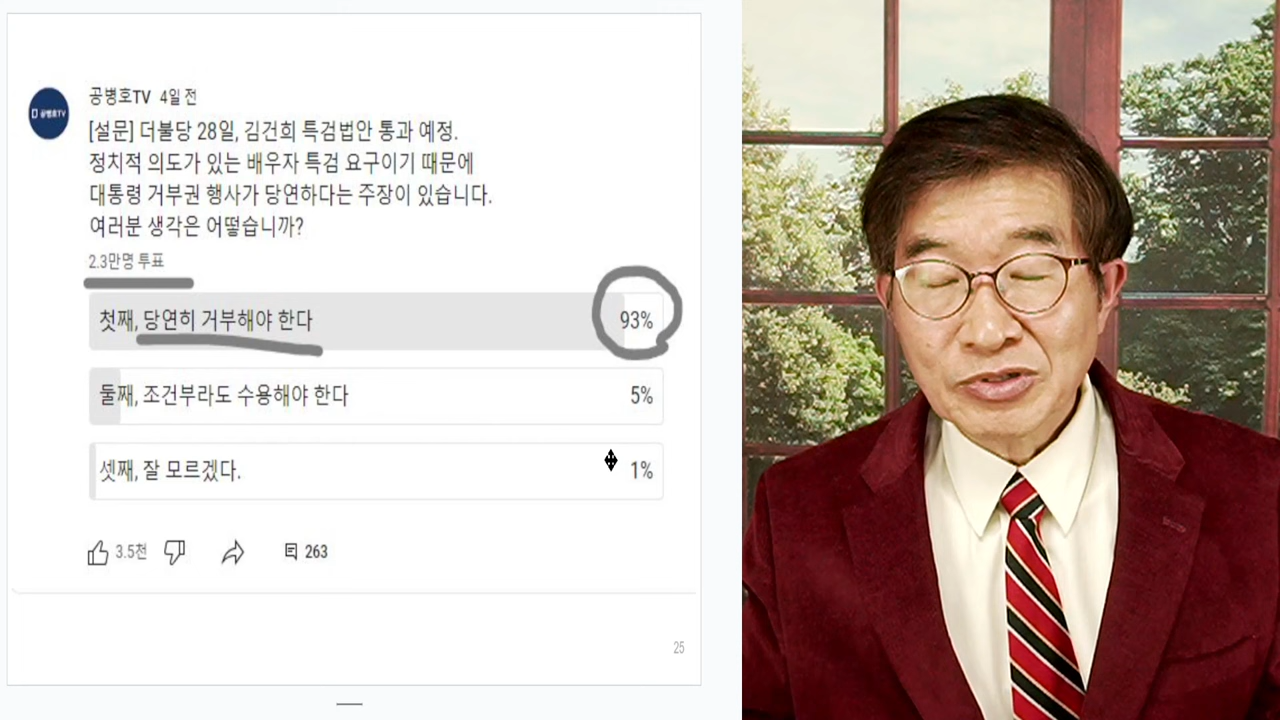 공병호TV 4일 전
공병호TV
[설문] 더불당 28일, 김건희 특검법안 통과 예정.
정치적 의도가 있는 배우자 특검 요구이기 때문에
대통령 거부권 행사가 당연하다는 주장이 있습니다.
여러분 생각은 어떻습니까?
2.3만명 투표
첫째, 당연히 거부해야 한다 93%
둘째, 조건부라도 수용해야 한다 5%
셋째, 잘 모르겠다. 1%
3.5천 263
25